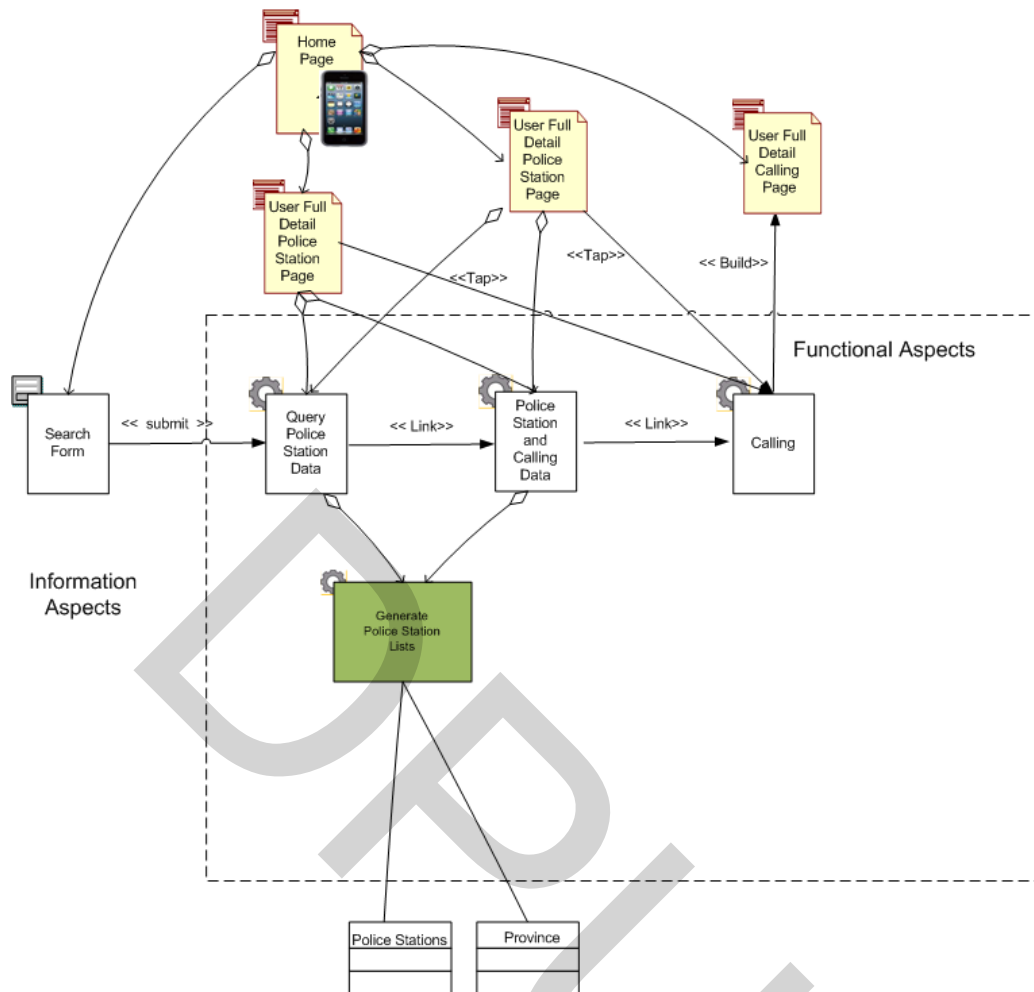 Home
Page
User Full
Detail
Police
Station
Page
User Full
Detail
Calling
Page
User Full
Detail
Police
Station
Page
<<Tap>>
<<Tap>>
<< Build>>
Functional Aspects
Search
Form
<< submit >>
Query
Police
Station
Data
<< Link>>
Police
Station
and
Calling
Data
<< Link>>
Calling
Information
Aspects
Generate
Police Station
Lists
Police Stations
Province